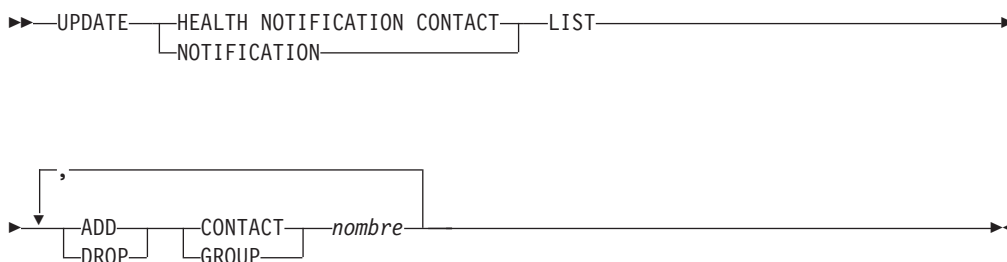 UPDATE HEALTH NOTIFICATION CONTACT LIST
NOTIFICATION
,
ADD CONTACT nombre
DROP GROUP